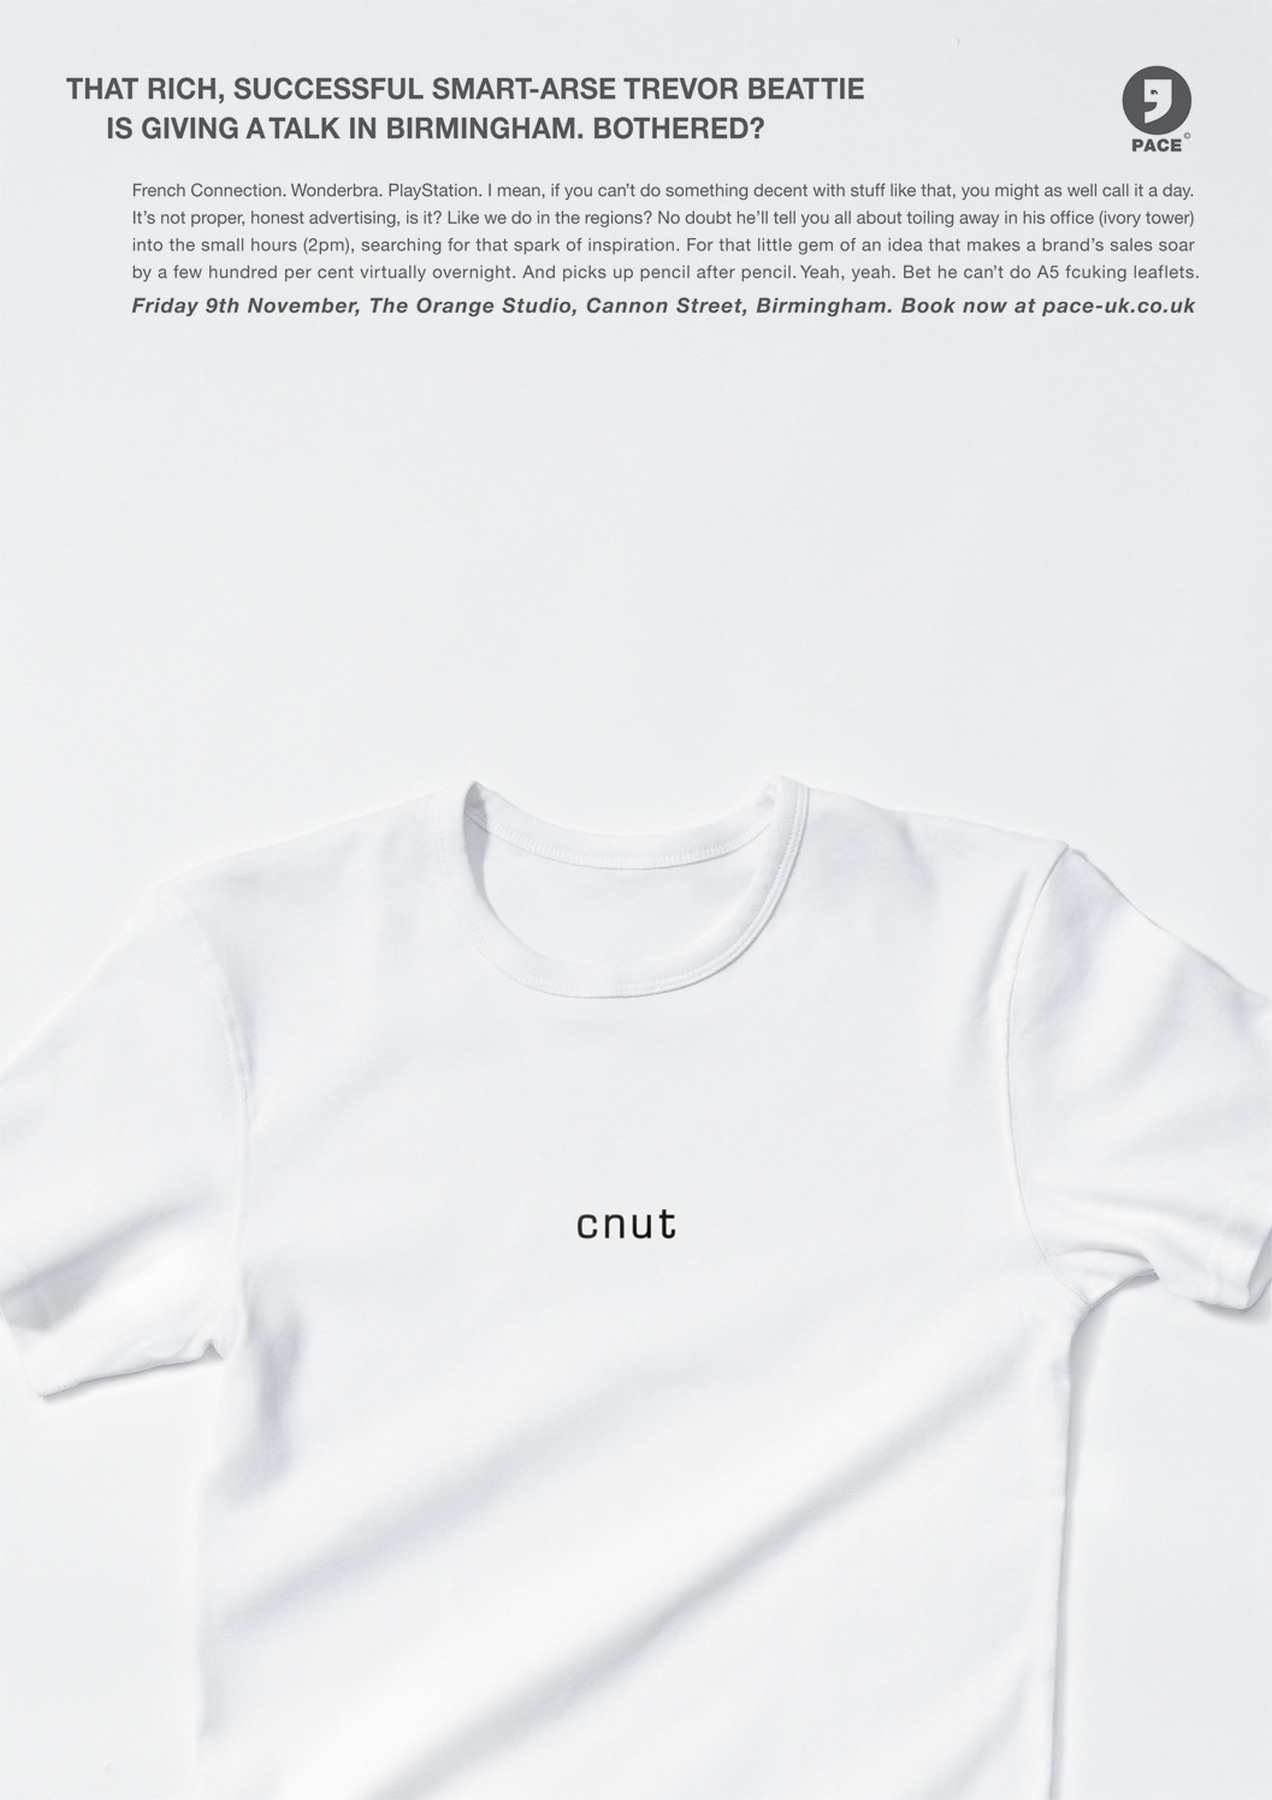 THAT RICH, SUCCESSFUL SMART-ARSE TREVOR BEATTIE
IS GIVING A TALK IN BIRMINGHAM. BOTHERED?
PACE©
French Connection. Wonderbra. PlayStation. I mean, if you can't do something decent with stuff like that, you might as well call it a day.
It's not proper, honest advertising, is it? Like we do in the regions? No doubt he'll tell you all about toiling away in his office (ivory tower)
into the small hours (2pm), searching for that spark of inspiration. For that little gem of an idea that makes a brand's sales soar
by a few hundred per cent virtually overnight. And picks up pencil after pencil. Yeah, yeah. Bet he can't do A5 fcuking leaflets.
Friday 9th November, The Orange Studio, Cannon Street, Birmingham. Book now at pace-uk.co.uk
cnut